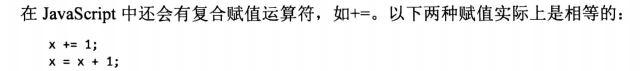 在 JavaScript 中还会有复合赋值运算符，如+=。以下两种赋值实际上是相等的：
x += 1;
x = x + 1;